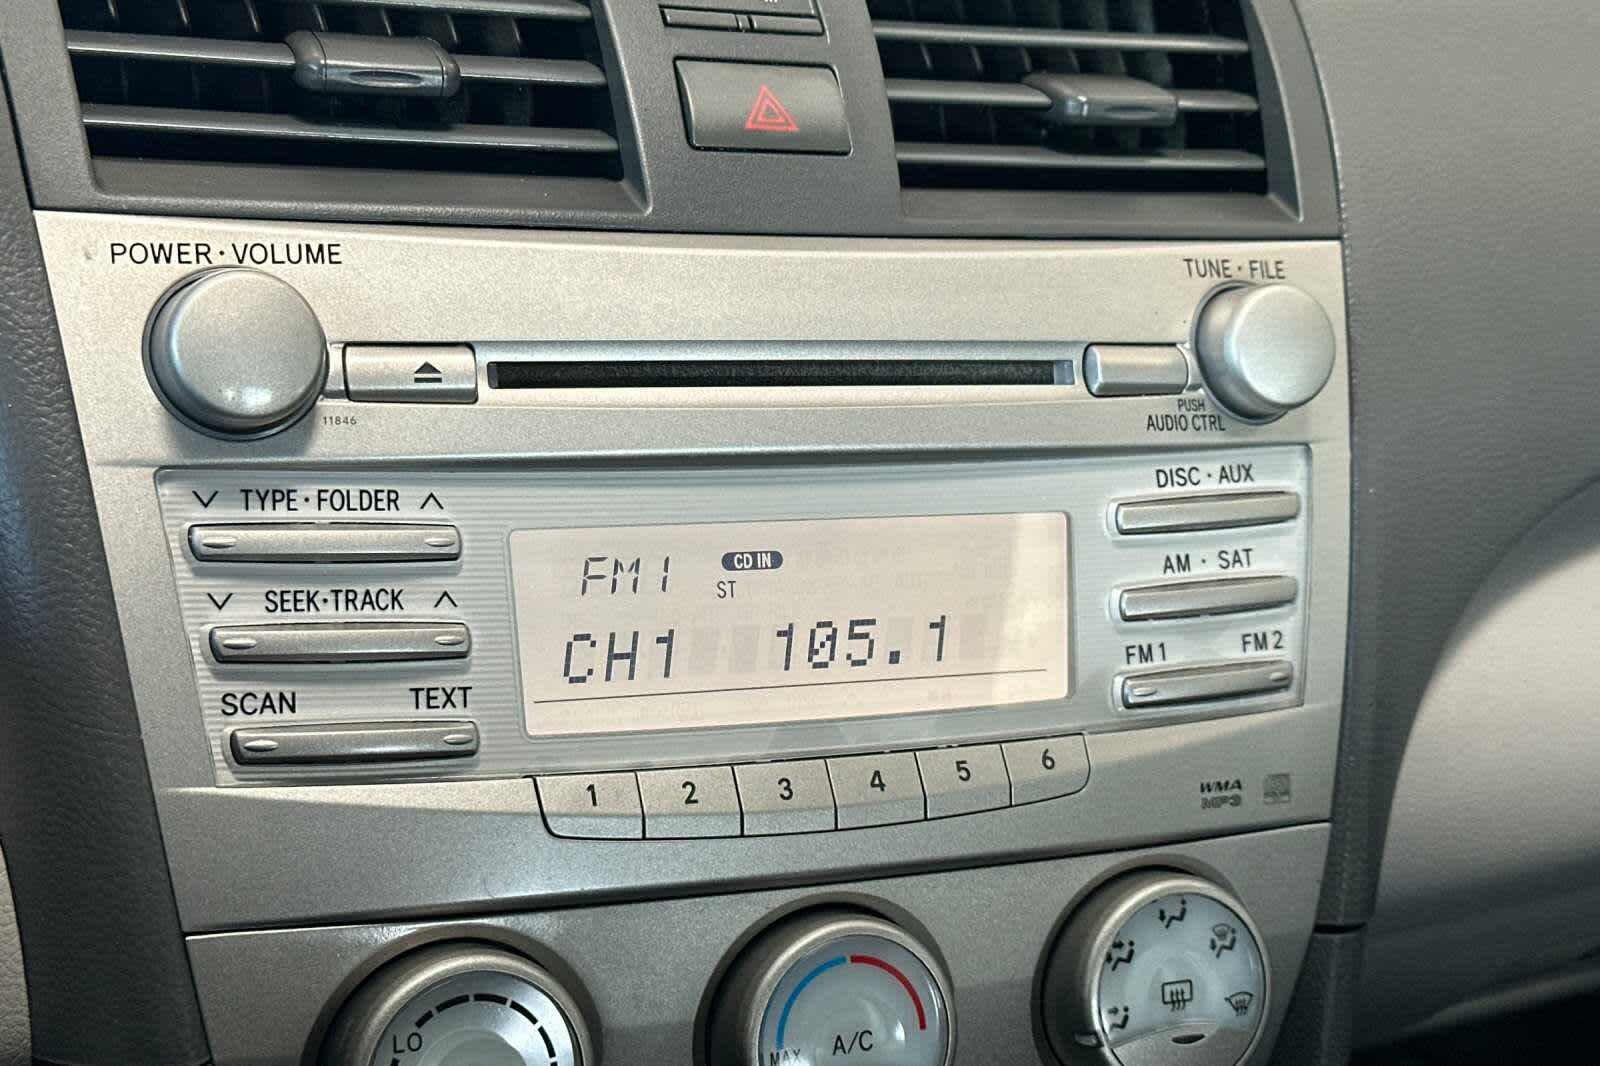 POWER·VOLUME
TUNE·FILE
11846
PUSH
AUDIO CTRL
TYPE·FOLDER
DISC·AUX
FM1
CD IN
ST
AM·SAT
SEEK·TRACK
CH1 105.1
FM1 FM2
SCAN TEXT
1 2 3 4 5 6
WMA
MP3
LO
MAX A/C